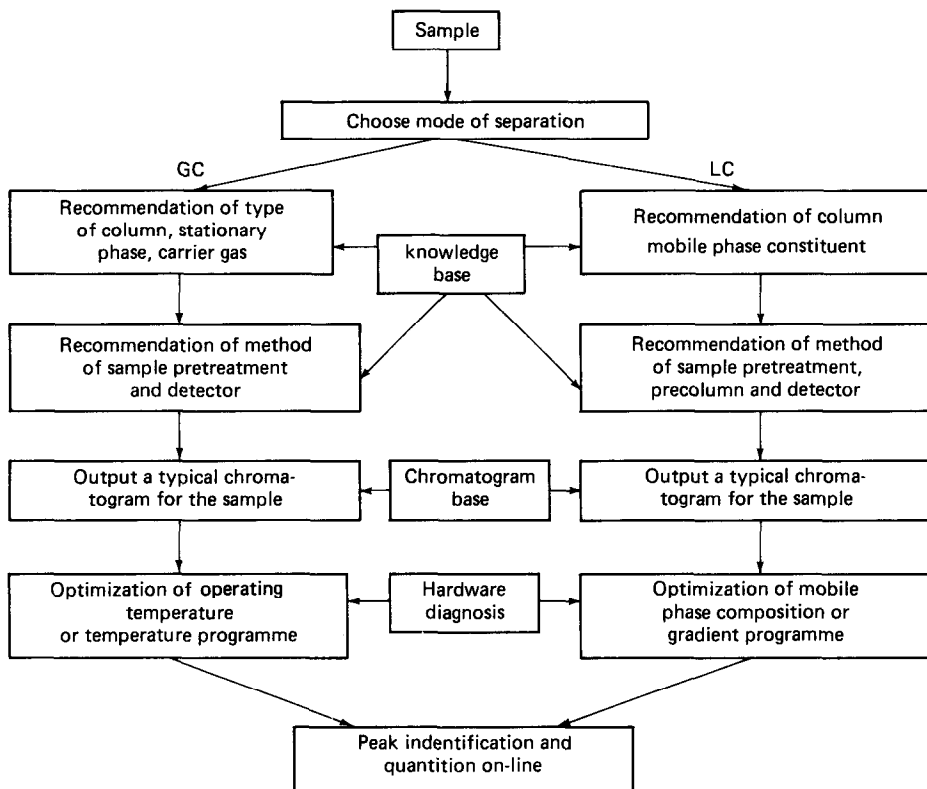 Sample
Choose mode of separation
GC
LC
Recommendation of type
of column, stationary
phase, carrier gas
knowledge
base
Recommendation of column
mobile phase constituent
Recommendation of method
of sample pretreatment
and detector
Recommendation of method
of sample pretreatment,
precolumn and detector
Output a typical chroma-
togram for the sample
Chromatogram
base
Output a typical chroma-
togram for the sample
Optimization of operating
temperature
or temperature programme
Hardware
diagnosis
Optimization of mobile
phase composition or
gradient programme
Peak indentification and
quantition on-line